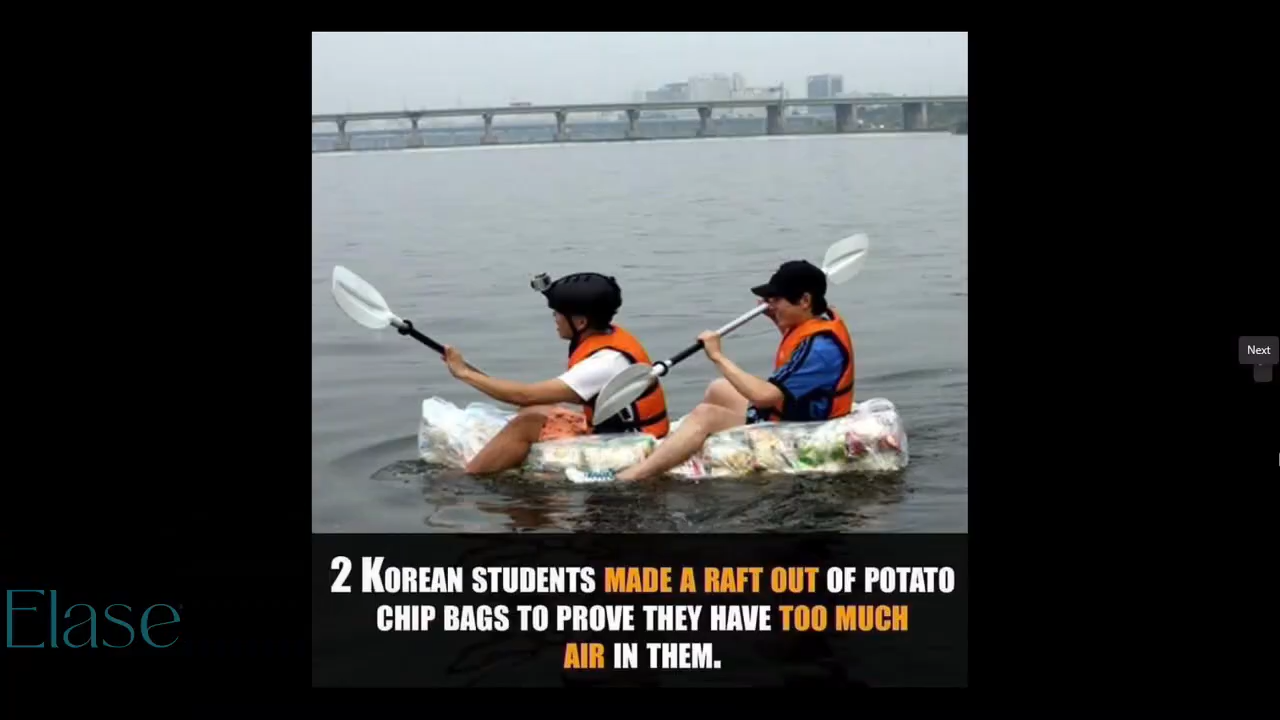 Next
2 KOREAN STUDENTS MADE A RAFT OUT OF POTATO
CHIP BAGS TO PROVE THEY HAVE TOO MUCH
AIR IN THEM.
Elase